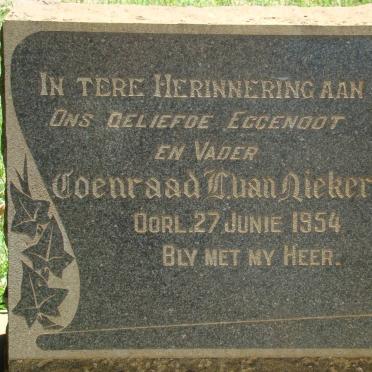 IN TERE HERINNERING AAN
ONS GELIEFDE EGGENOOT
EN VADER
Coenraad L. van Nieker
OORL. 27 JUNIE 1954
BLY MET MY HEER.